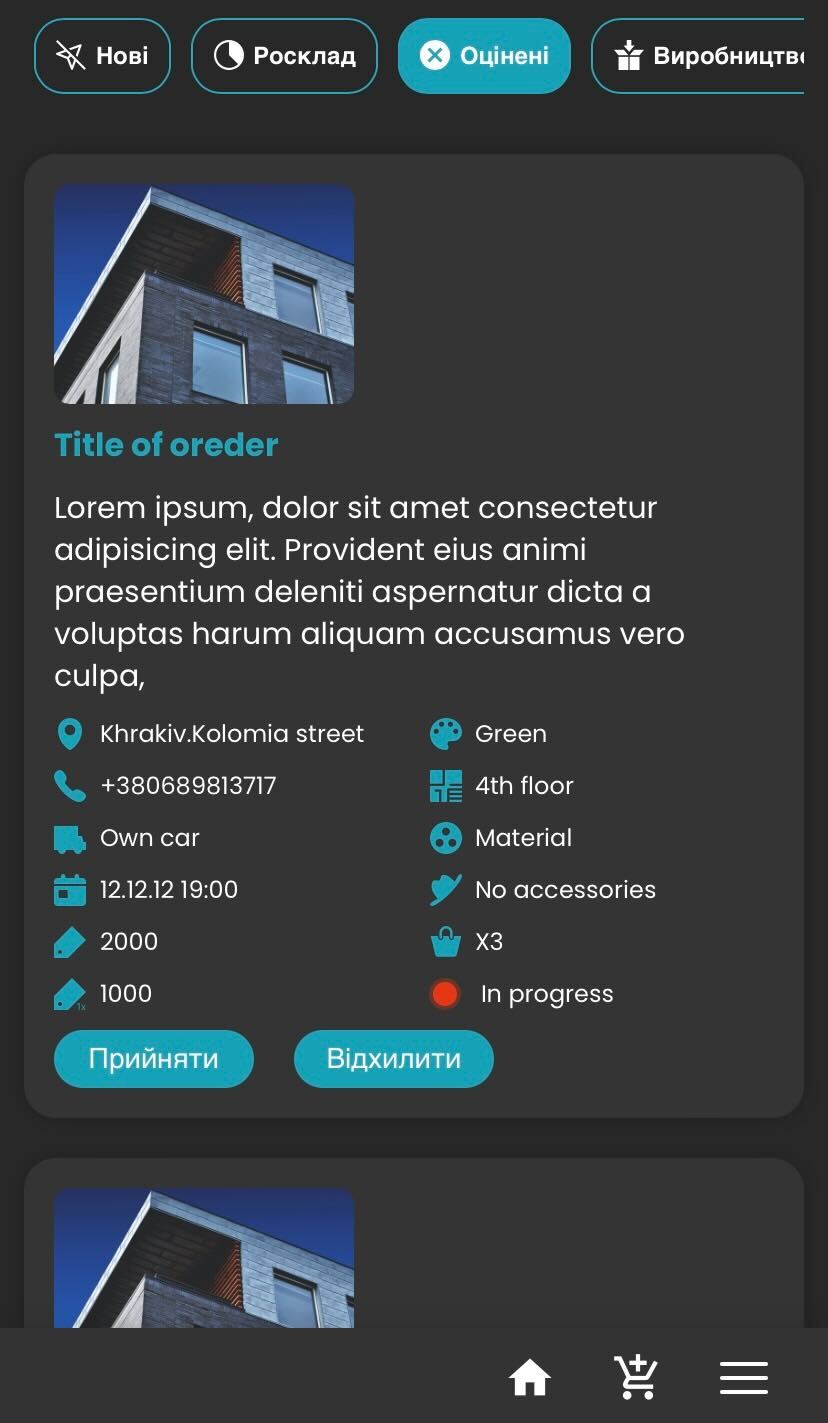 Нові
Росклад
Оцінені
Виробництво
Title of oreder
Lorem ipsum, dolor sit amet consectetur
adipisicing elit. Provident eius animi
praesentium deleniti aspernatur dicta a
voluptas harum aliquam accusamus vero
culpa,
Khrakiv.Kolomia street
Green
+380689813717
4th floor
Own car
Material
12.12.12 19:00
No accessories
2000
X3
1x
1000
In progress
Прийняти
Відхилити